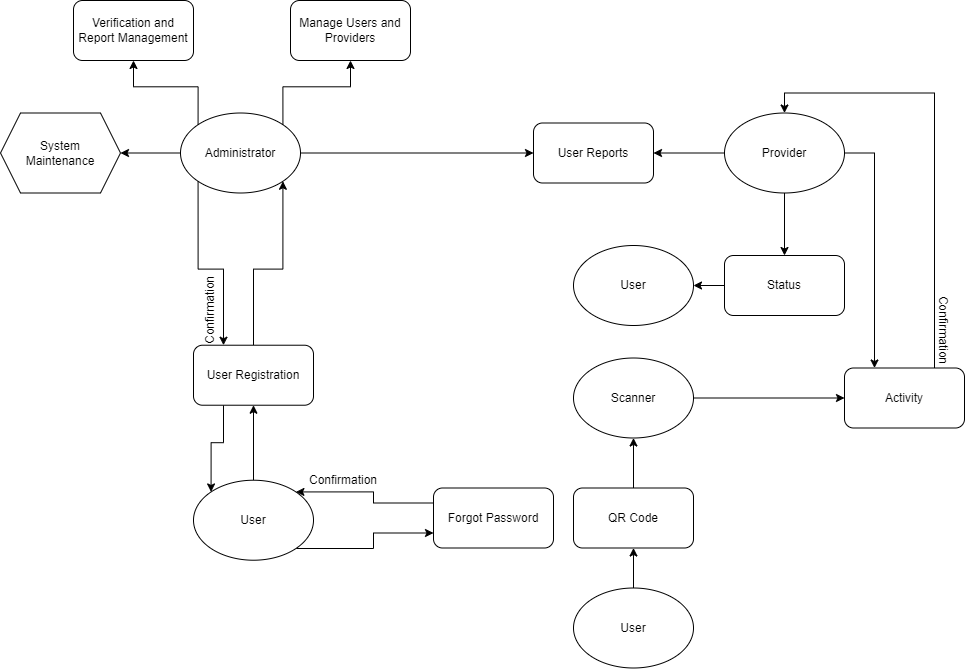 Verification and
Report Management
Manage Users and
Providers
System
Maintenance
Administrator
User Reports
Provider
User
Status
Confirmation
Confirmation
User Registration
Scanner
Activity
Confirmation
User
Forgot Password
QR Code
User